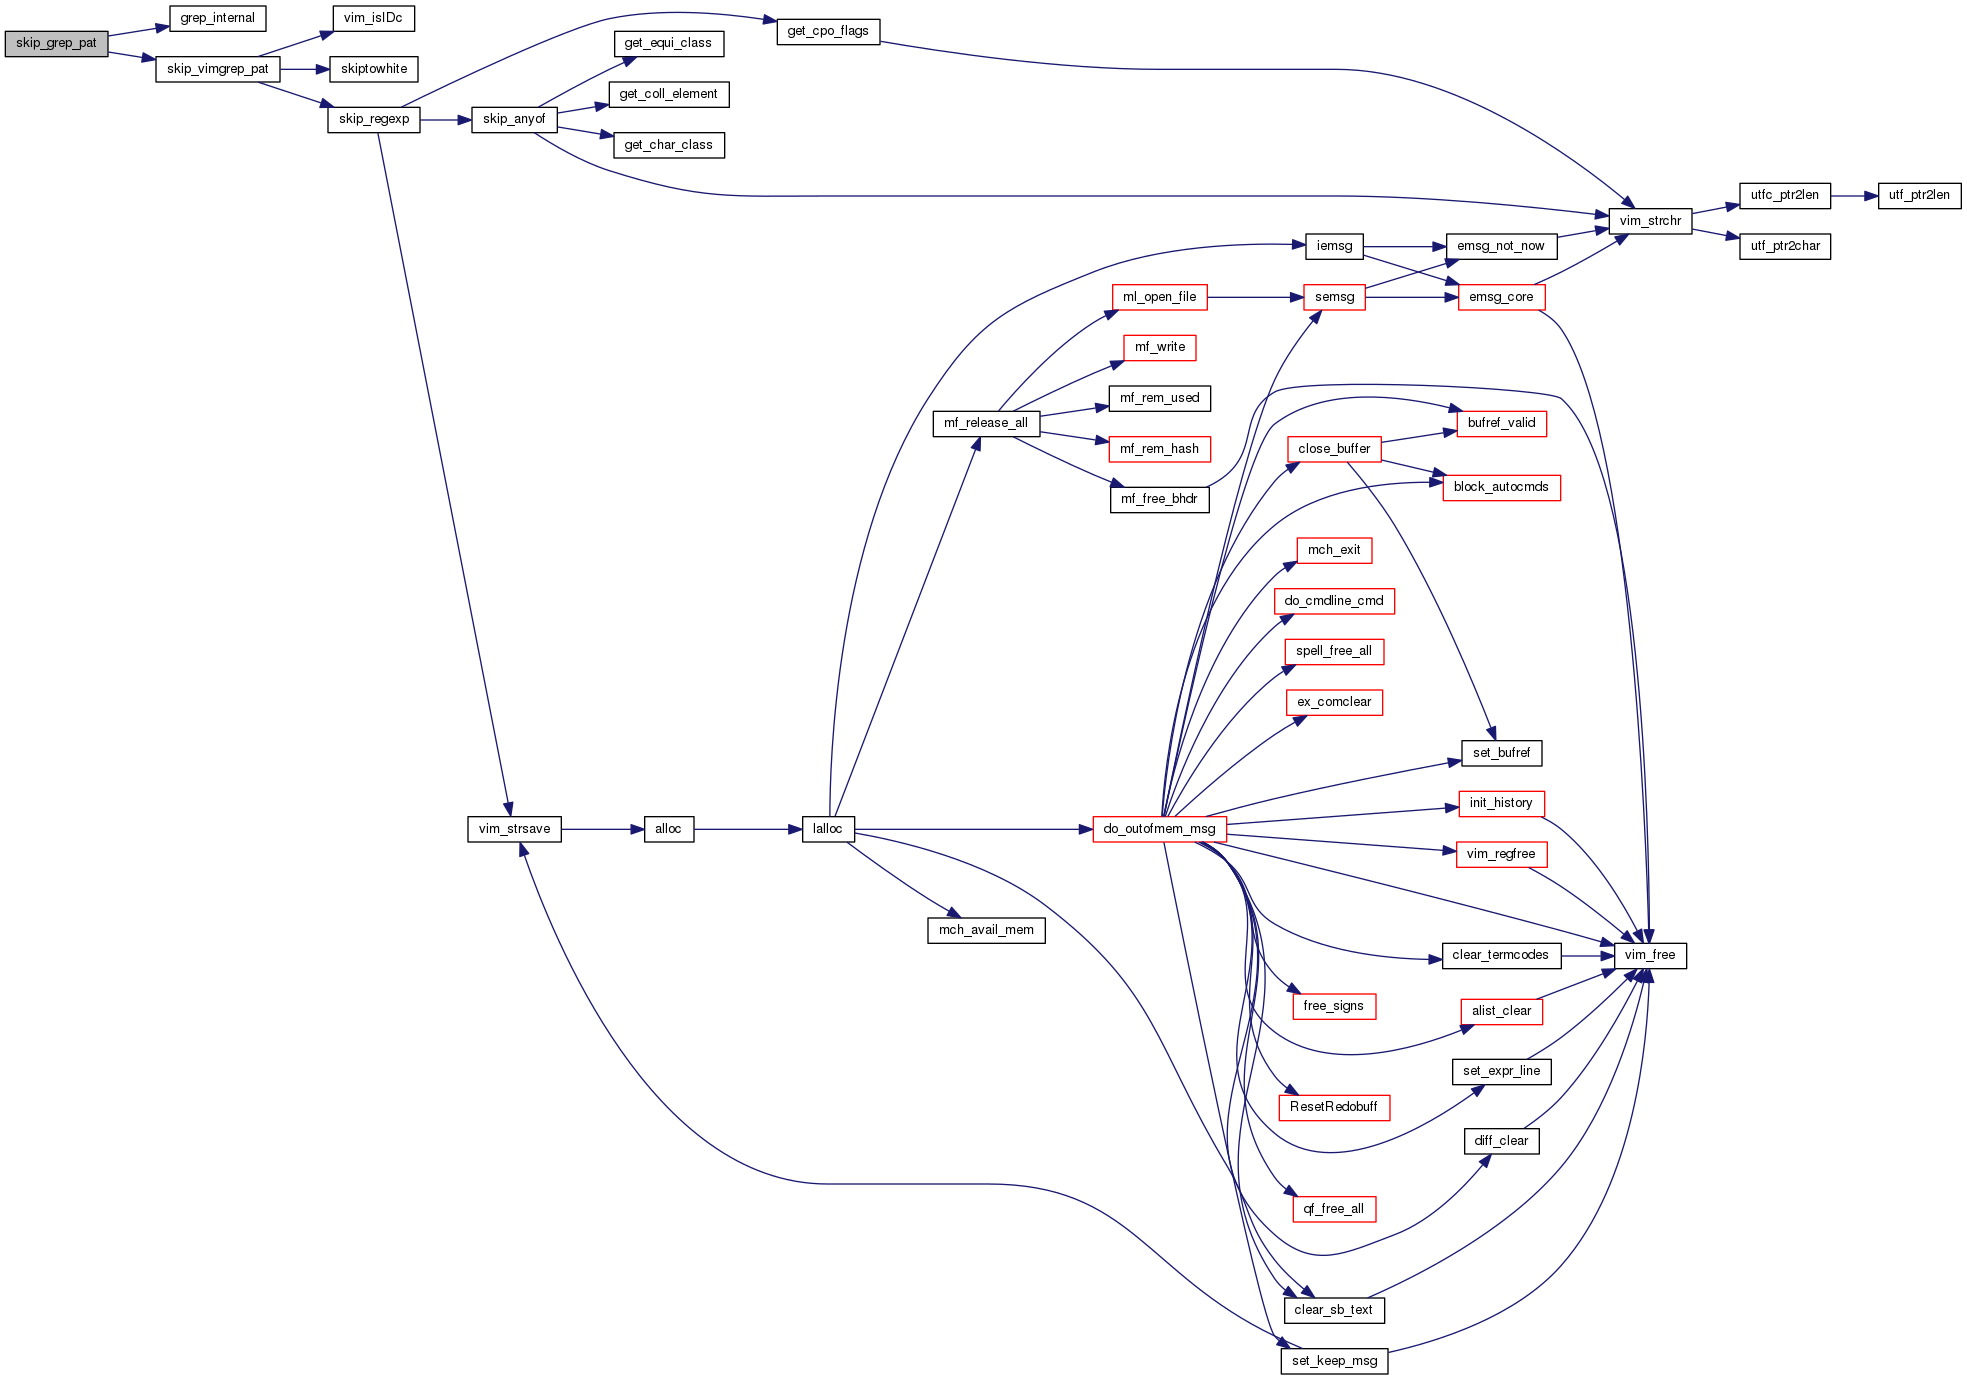 skip_grep_pat
grep_internal
skip_vimgrep_pat
vim_isIDc
skiptowhite
skip_regexp
skip_anyof
get_equi_class
get_coll_element
get_char_class
get_cpo_flags
vim_strchr
utfc_ptr2len
utf_ptr2len
utf_ptr2char
iemsg
emsg_not_now
ml_open_file
semsg
emsg_core
mf_write
mf_rem_used
mf_release_all
mf_rem_hash
mf_free_bhdr
bufref_valid
close_buffer
block_autocmds
mch_exit
do_cmdline_cmd
spell_free_all
ex_comclear
set_bufref
init_history
vim_strsave
alloc
lalloc
do_outofmem_msg
vim_regfree
mch_avail_mem
clear_termcodes
vim_free
free_signs
alist_clear
set_expr_line
ResetRedobuff
diff_clear
qf_free_all
clear_sb_text
set_keep_msg